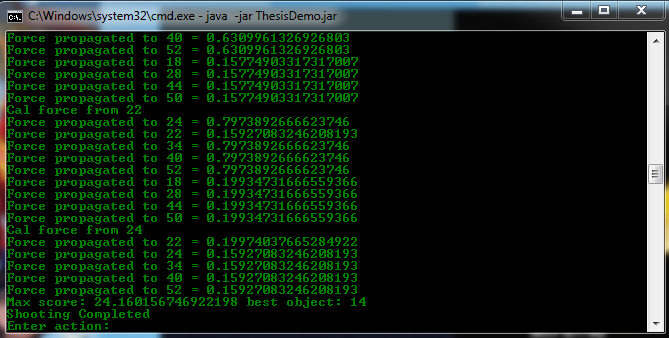 C:\Windows\system32\cmd.exe - java -jar ThesisDemo.jar
Force propagated to 40 = 0.6309961326926803
Force propagated to 52 = 0.6309961326926803
Force propagated to 18 = 0.15774903317317007
Force propagated to 28 = 0.15774903317317007
Force propagated to 44 = 0.15774903317317007
Force propagated to 50 = 0.15774903317317007
Cal force from 22
Force propagated to 24 = 0.7973892666623746
Force propagated to 22 = 0.15927083246208193
Force propagated to 34 = 0.7973892666623746
Force propagated to 40 = 0.7973892666623746
Force propagated to 52 = 0.7973892666623746
Force propagated to 18 = 0.19934731666559366
Force propagated to 28 = 0.19934731666559366
Force propagated to 44 = 0.19934731666559366
Force propagated to 50 = 0.19934731666559366
Cal force from 24
Force propagated to 22 = 0.19974037665284922
Force propagated to 24 = 0.15927083246208193
Force propagated to 34 = 0.15927083246208193
Force propagated to 40 = 0.15927083246208193
Force propagated to 52 = 0.15927083246208193
Max score: 24.160156746922198 best object: 14
Shooting Completed
Enter action: